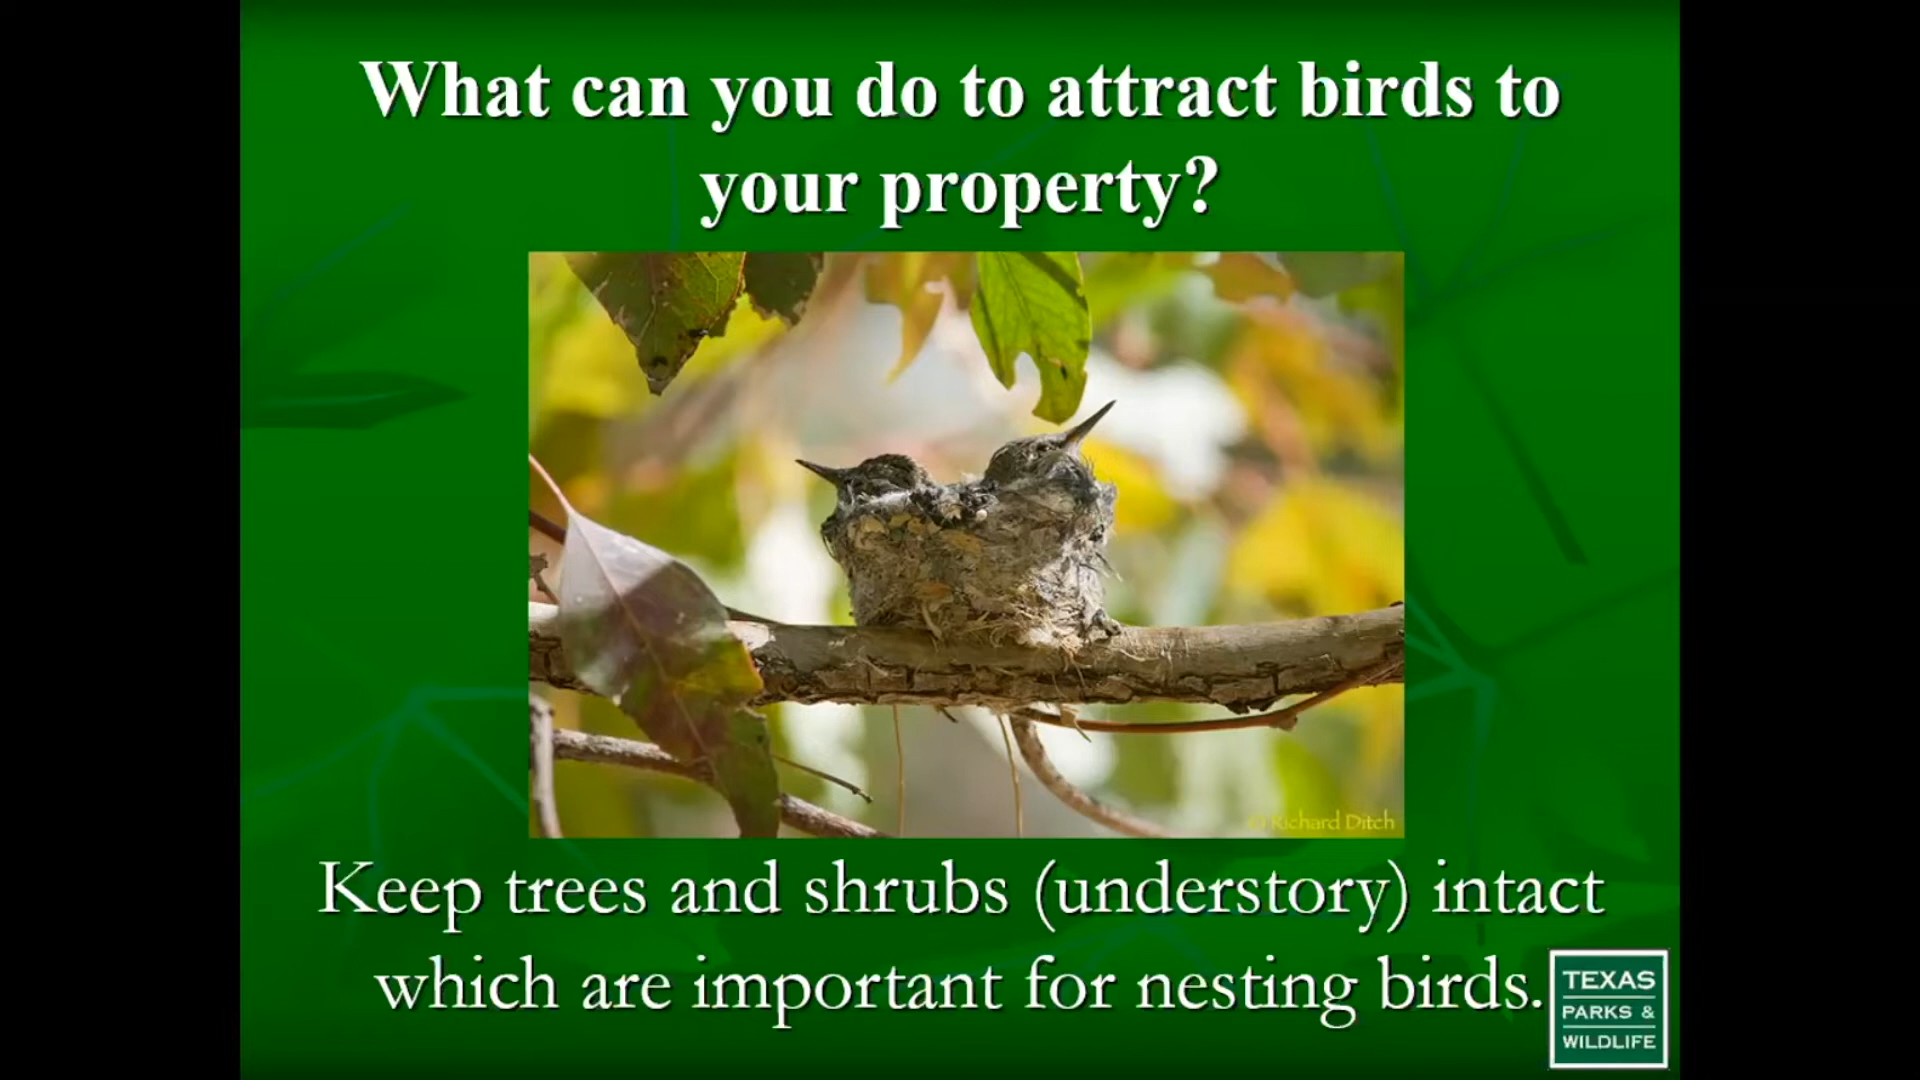 What can you do to attract birds to
your property?
© Richard Ditch
Keep trees and shrubs (understory) intact
which are important for nesting birds.
TEXAS
PARKS &
WILDLIFE